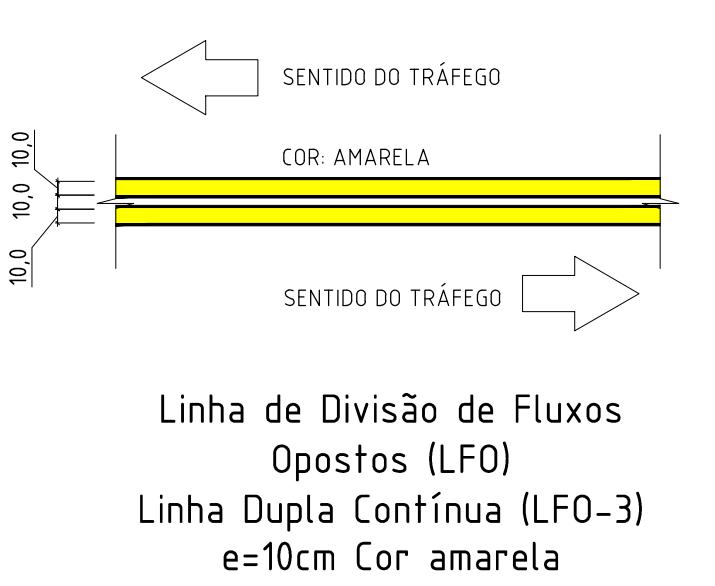 SENTIDO DO TRÁFEGO
COR: AMARELA
10,0
10,0
10,0
SENTIDO DO TRÁFEGO
Linha de Divisão de Fluxos
Opostos (LFO)
Linha Dupla Contínua (LFO-3)
e=10cm Cor amarela